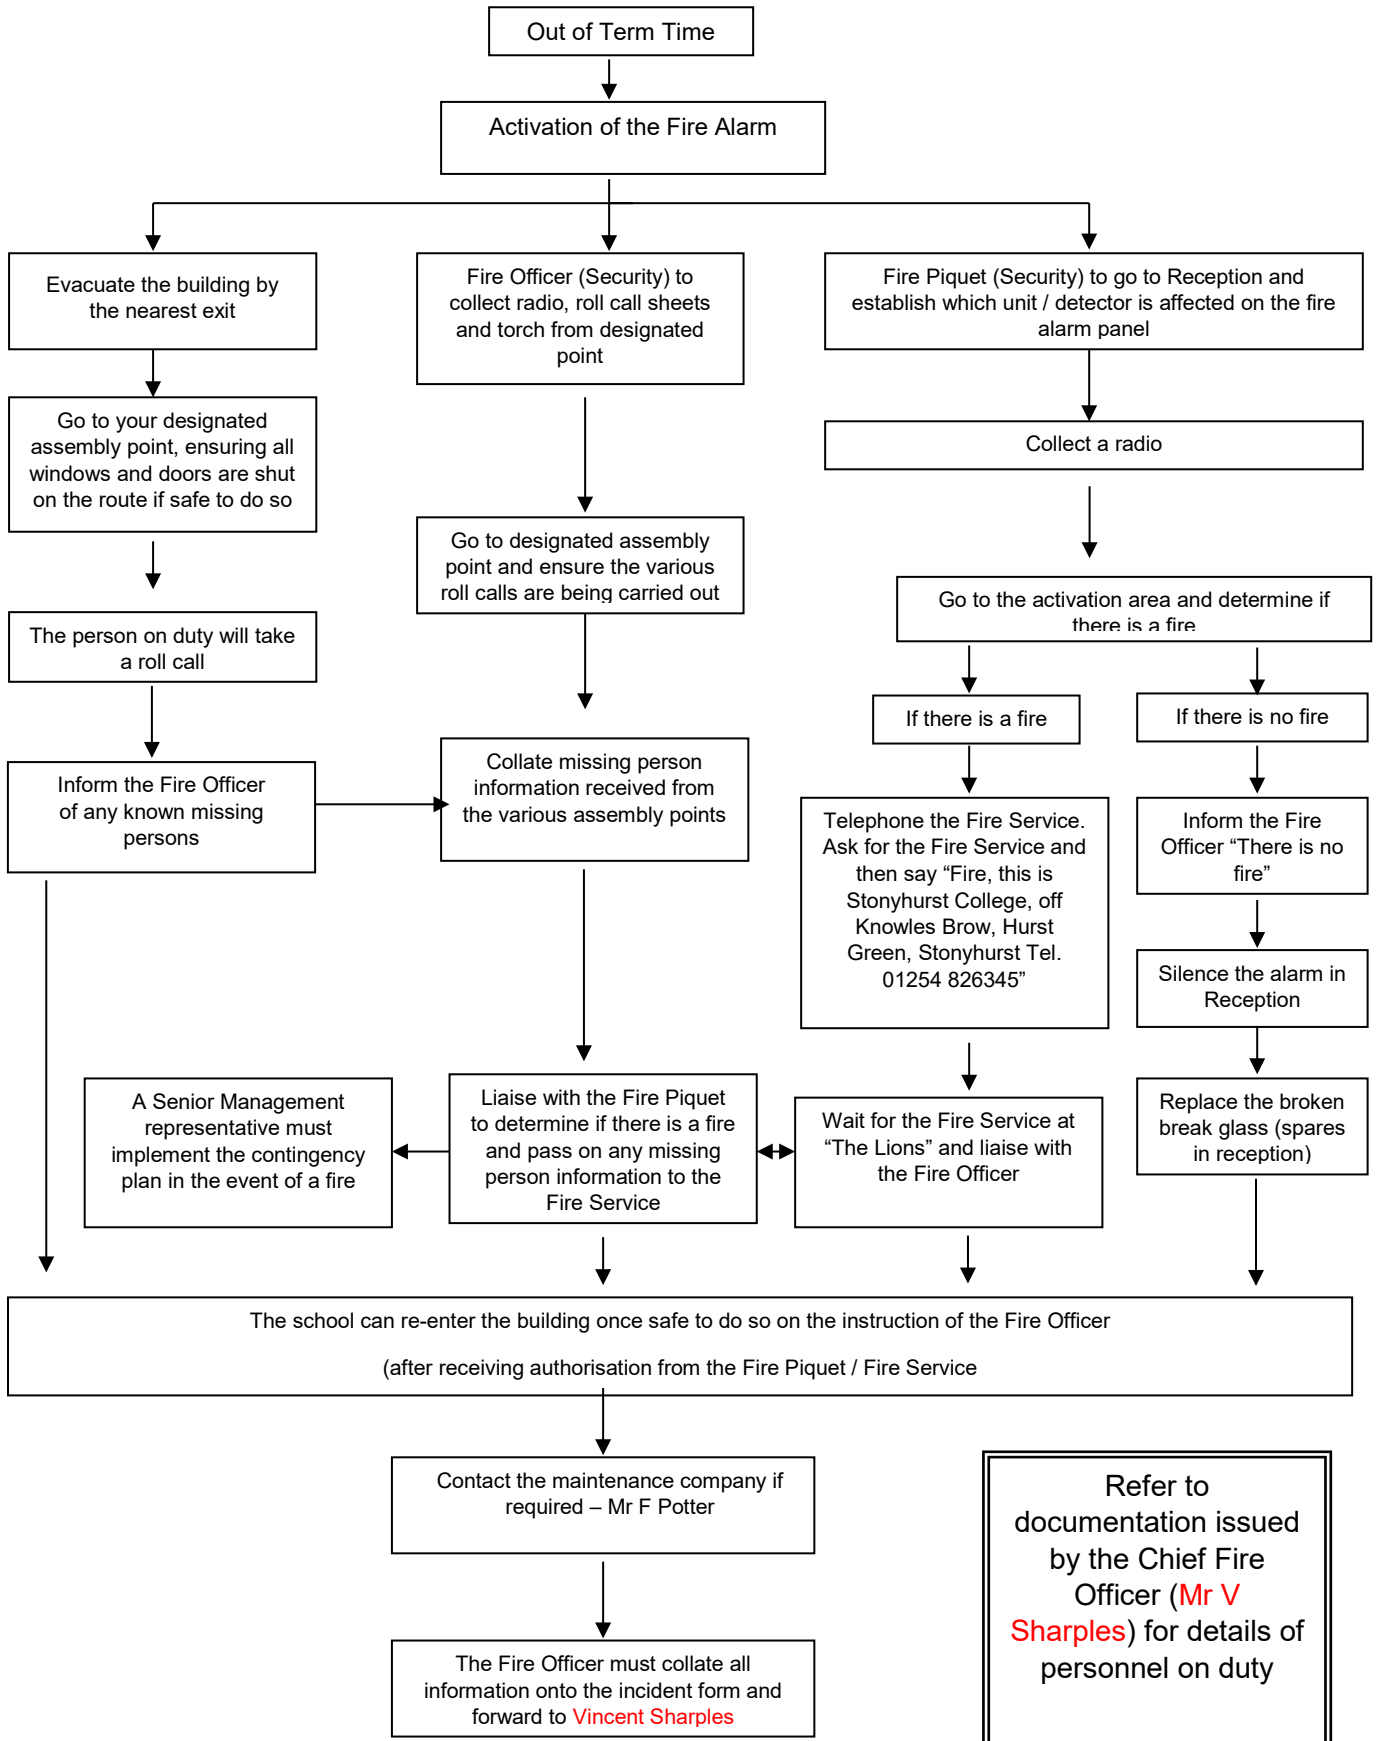 Out of Term Time
Activation of the Fire Alarm
Evacuate the building by
the nearest exit
Fire Officer (Security) to
collect radio, roll call sheets
and torch from designated
point
Fire Piquet (Security) to go to Reception and
establish which unit / detector is affected on the fire
alarm panel
Go to your designated
assembly point, ensuring all
windows and doors are shut
on the route if safe to do so
Collect a radio
Go to designated assembly
point and ensure the various
roll calls are being carried out
Go to the activation area and determine if
there is a fire
The person on duty will take
a roll call
If there is a fire
If there is no fire
Inform the Fire Officer
of any known missing
persons
Collate missing person
information received from
the various assembly points
Telephone the Fire Service.
Ask for the Fire Service and
then say “Fire, this is
Stonyhurst College, off
Knowles Brow, Hurst
Green, Stonyhurst Tel.
01254 826345”
Inform the Fire
Officer “There is no
fire”
Silence the alarm in
Reception
A Senior Management
representative must
implement the contingency
plan in the event of a fire
Liaise with the Fire Piquet
to determine if there is a fire
and pass on any missing
person information to the
Fire Service
Wait for the Fire Service at
“The Lions” and liaise with
the Fire Officer
Replace the broken
break glass (spares
in reception)
The school can re-enter the building once safe to do so on the instruction of the Fire Officer
(after receiving authorisation from the Fire Piquet / Fire Service
Contact the maintenance company if
required – Mr F Potter
The Fire Officer must collate all
information onto the incident form and
forward to Vincent Sharples
Refer to
documentation issued
by the Chief Fire
Officer (Mr V
Sharples) for details of
personnel on duty